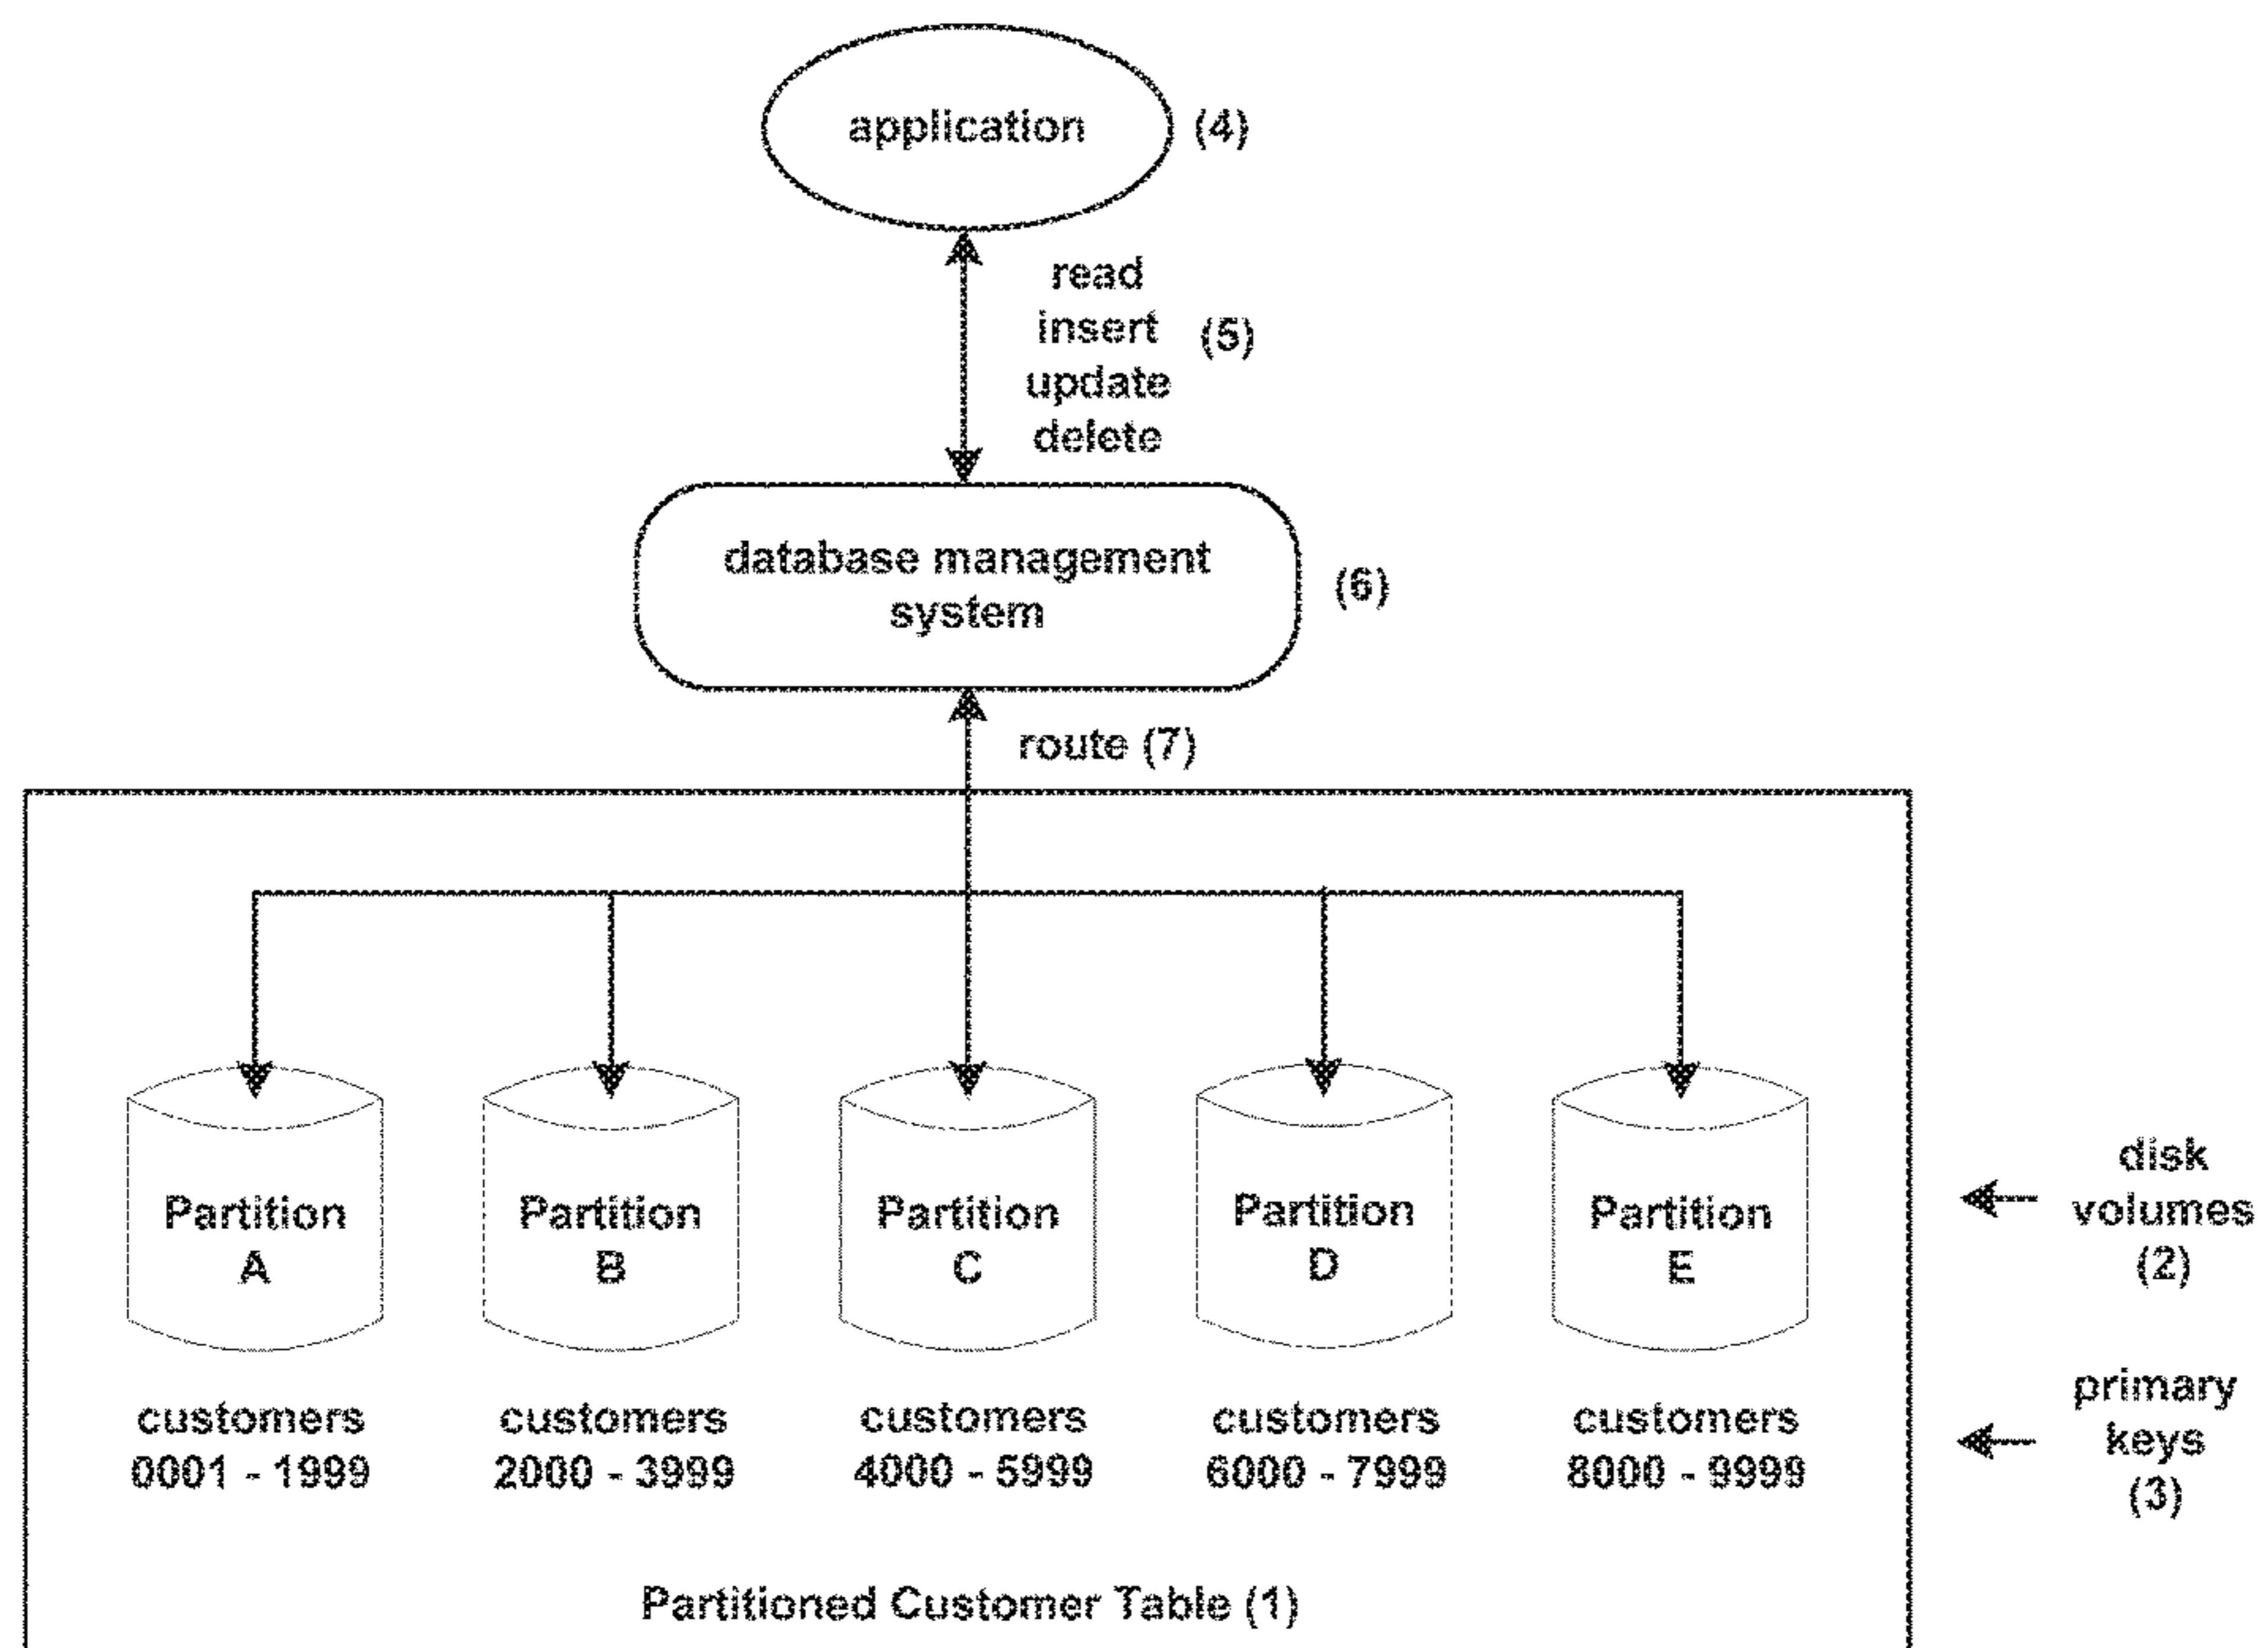 application (4)
read
insert (5)
update
delete
database management
system
(6)
route (7)
Partition
A
Partition
B
Partition
C
Partition
D
Partition
E
disk
volumes
(2)
customers
0001 - 1999
customers
2000 - 3999
customers
4000 - 5999
customers
6000 - 7999
customers
8000 - 9999
primary
keys
(3)
Partitioned Customer Table (1)